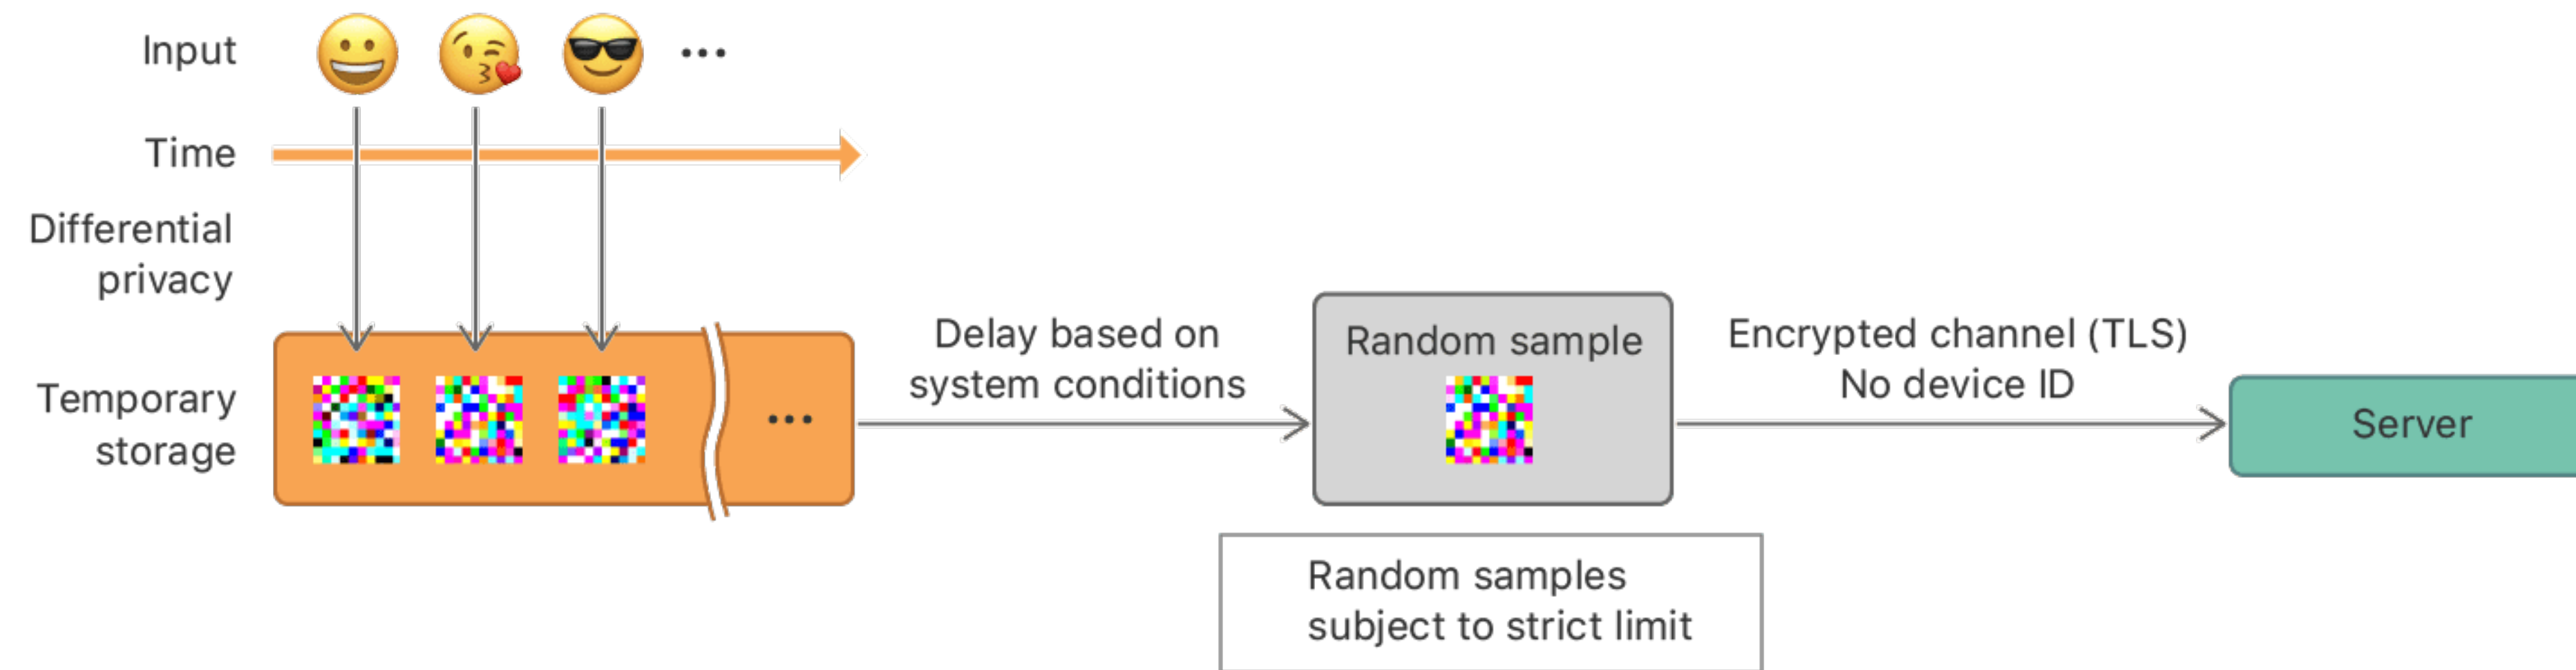 Input
...
Time
Differential
privacy
Temporary
storage
...
Delay based on
system conditions
Random sample
Encrypted channel (TLS)
No device ID
Server
Random samples
subject to strict limit